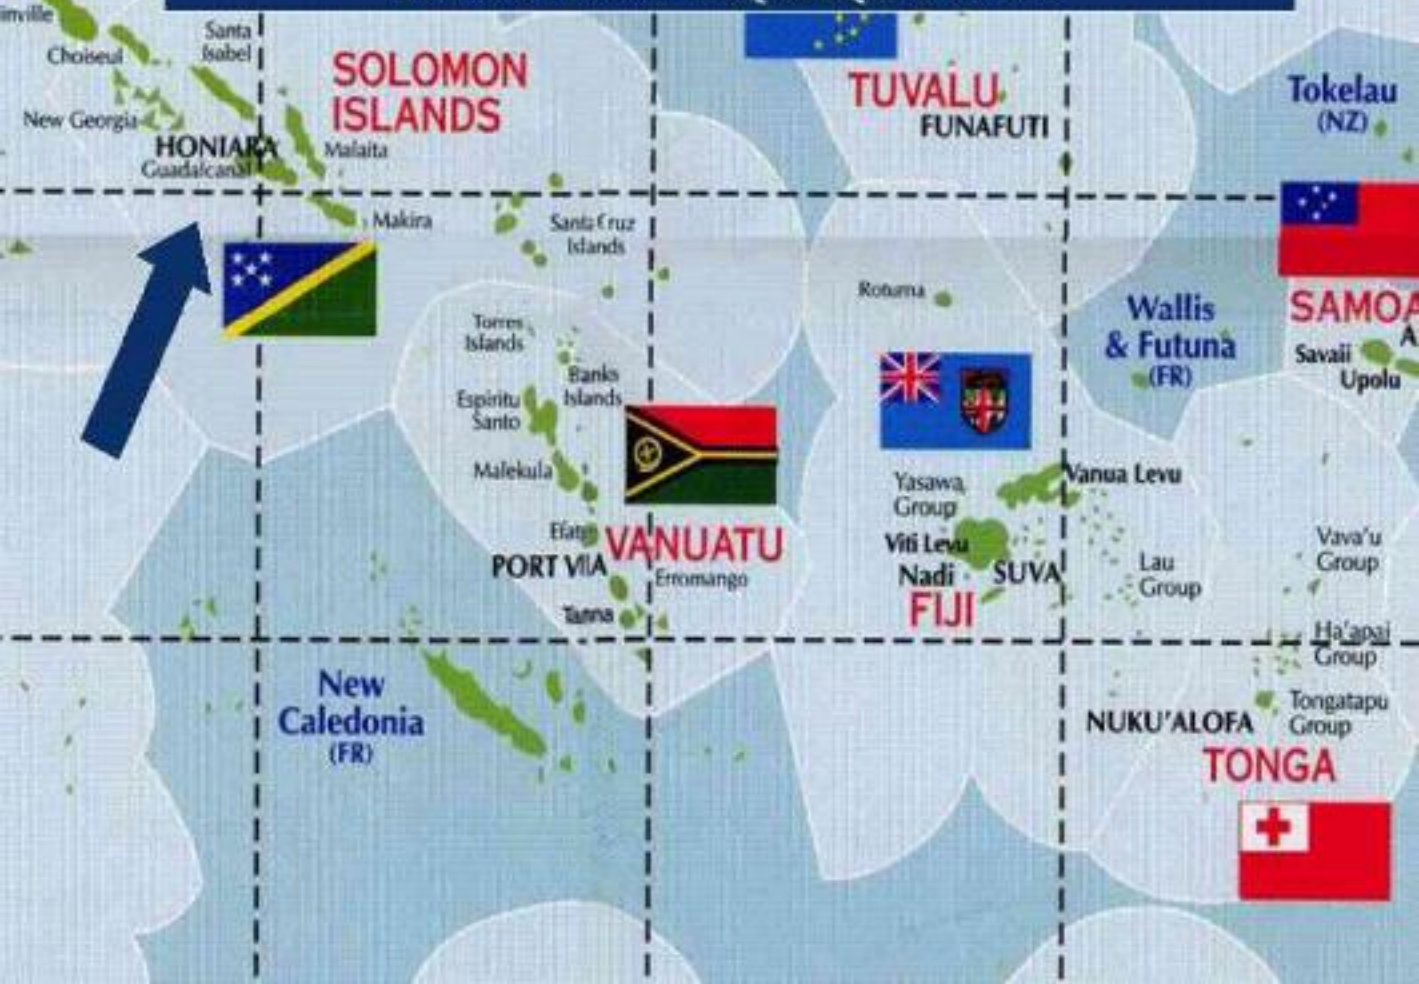 Choiseul
Santa
Isabel
New Georgia
HONIARA
Guadalcanal
SOLOMON
ISLANDS
Malaita
Makira
Santa Cruz
Islands
TUVALU
FUNAFUTI
Tokelau
(NZ)
Rotuma
Wallis
& Futuna
(FR)
SAMOA
Savaii
Upolu
Torres
Islands
Banks
Islands
Espiritu
Santo
Malekula
Efate
PORT VILA
VANUATU
Erromango
Tanna
Yasawa
Group
Vanua Levu
Viti Levu
Nadi
SUVA
FIJI
Lau
Group
Vava'u
Group
Ha'apai
Group
Tongatapu
Group
NUKU'ALOFA
TONGA
New
Caledonia
(FR)